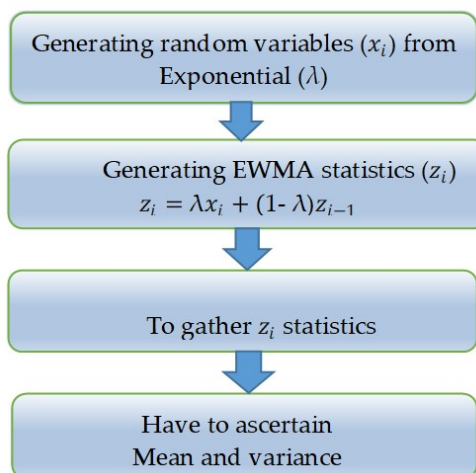 Generating random variables (𝑥ᵢ) from
Exponential (𝜆)
Generating EWMA statistics (𝑧ᵢ)
𝑧ᵢ = 𝜆𝑥ᵢ + (1- 𝜆)𝑧ᵢ₋₁
To gather 𝑧ᵢ statistics
Have to ascertain
Mean and variance